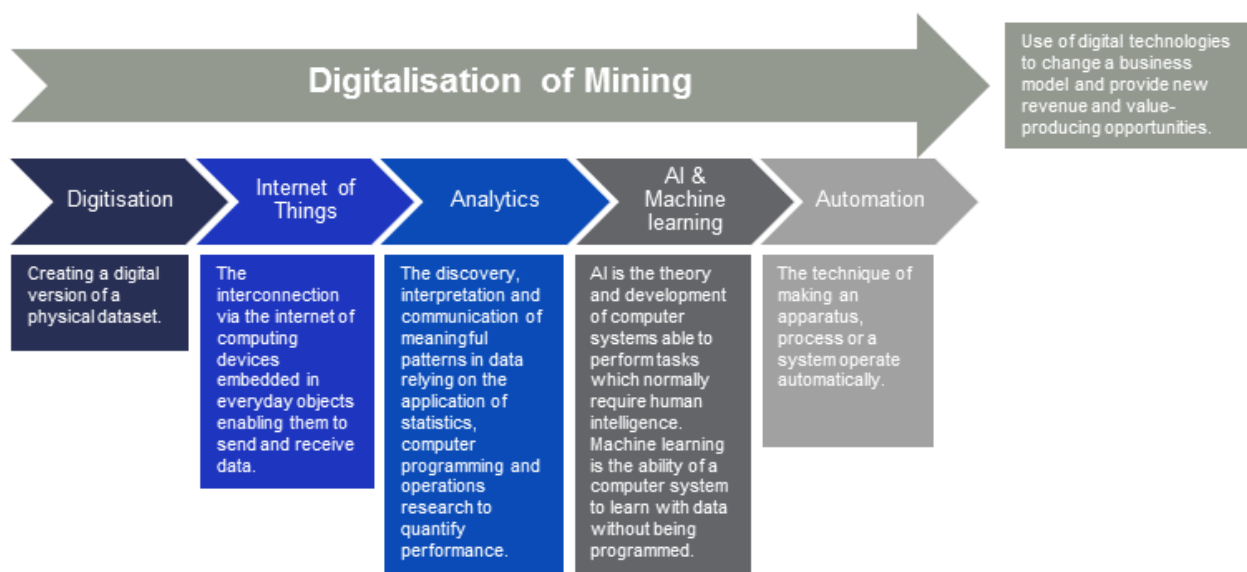 Digitalisation of Mining
Use of digital technologies
to change a business
model and provide new
revenue and value-
producing opportunities.
Digitisation
Internet of
Things
Analytics
AI &
Machine
learning
Automation
Creating a digital
version of a
physical dataset.
The
interconnection
via the internet of
computing
devices
embedded in
everyday objects
enabling them to
send and receive
data.
The discovery,
interpretation and
communication of
meaningful
patterns in data
relying on the
application of
statistics,
computer
programming and
operations
research to
quantify
performance.
AI is the theory
and development
of computer
systems able to
perform tasks
which normally
require human
intelligence.
Machine learning
is the ability of a
computer system
to learn with data
without being
programmed.
The technique of
making an
apparatus,
process or a
system operate
automatically.